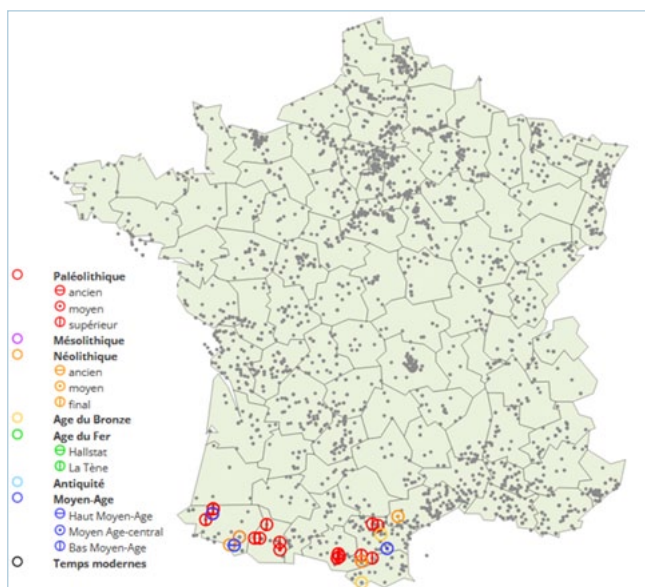 Paléolithique
ancien
moyen
supérieur
Mésolithique
Néolithique
ancien
moyen
final
Age du Bronze
Age du Fer
Hallstat
La Tène
Antiquité
Moyen-Age
Haut Moyen-Age
Moyen Age-central
Bas Moyen-Age
Temps modernes